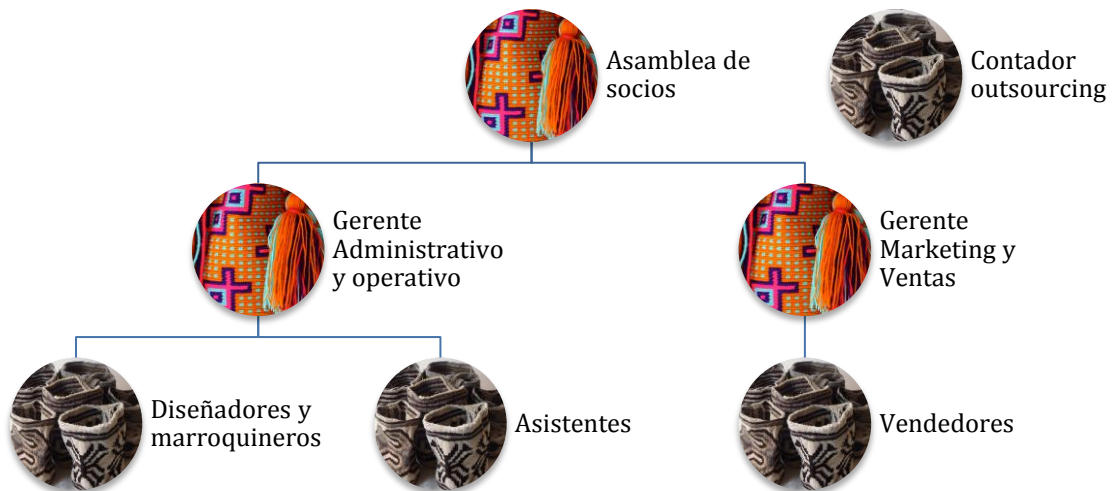 Asamblea de
socios
Contador
outsourcing
Gerente
Administrativo
y operativo
Gerente
Marketing y
Ventas
Diseñadores y
marroquineros
Asistentes
Vendedores